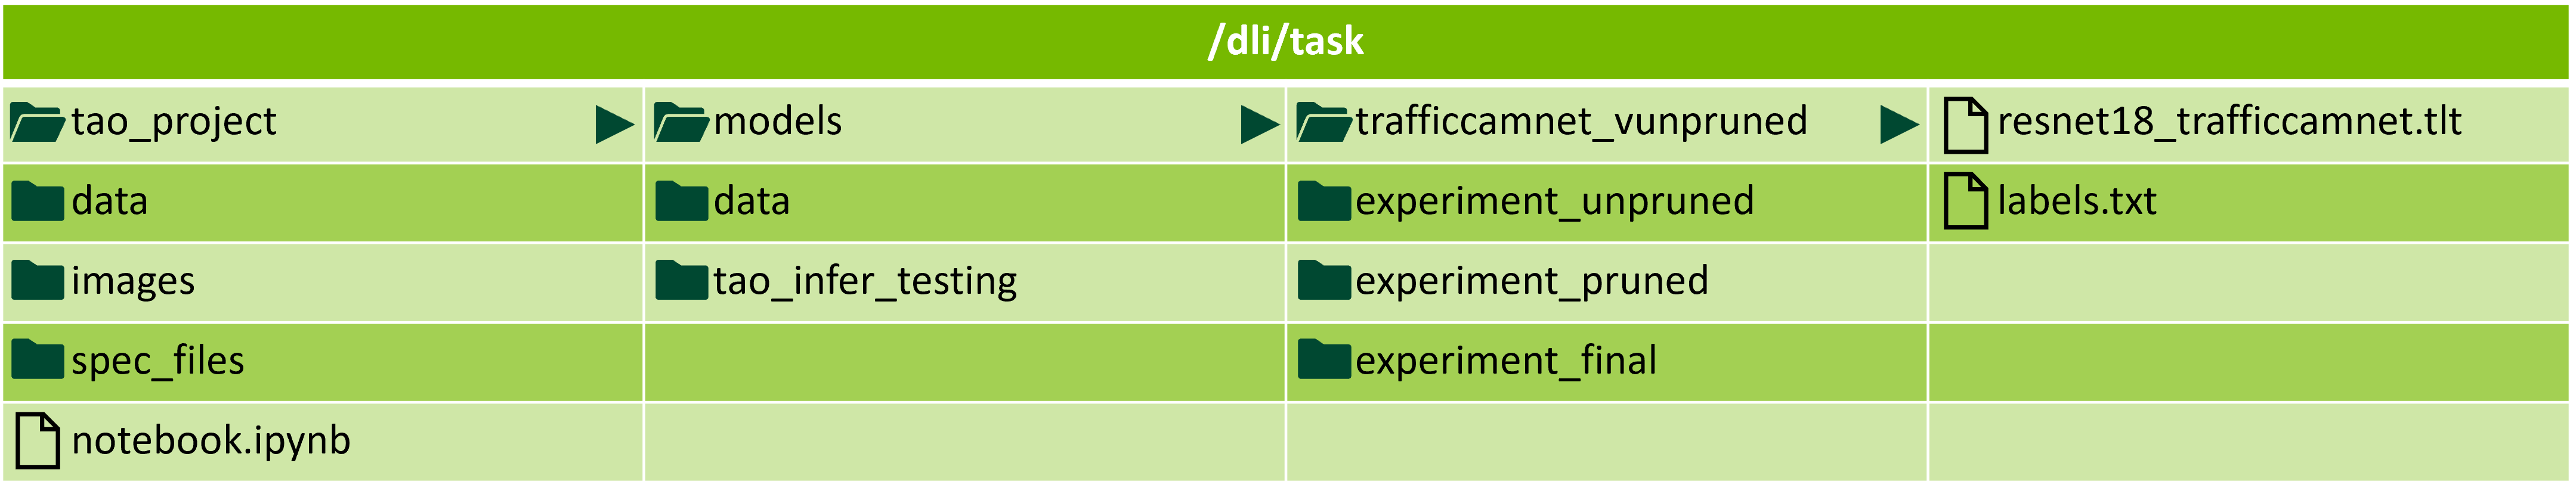 /dli/task
tao_project models trafficcamnet_vunpruned resnet18_trafficcamnet.tlt
data data experiment_unpruned labels.txt
images tao_infer_testing experiment_pruned
spec_files experiment_final
notebook.ipynb